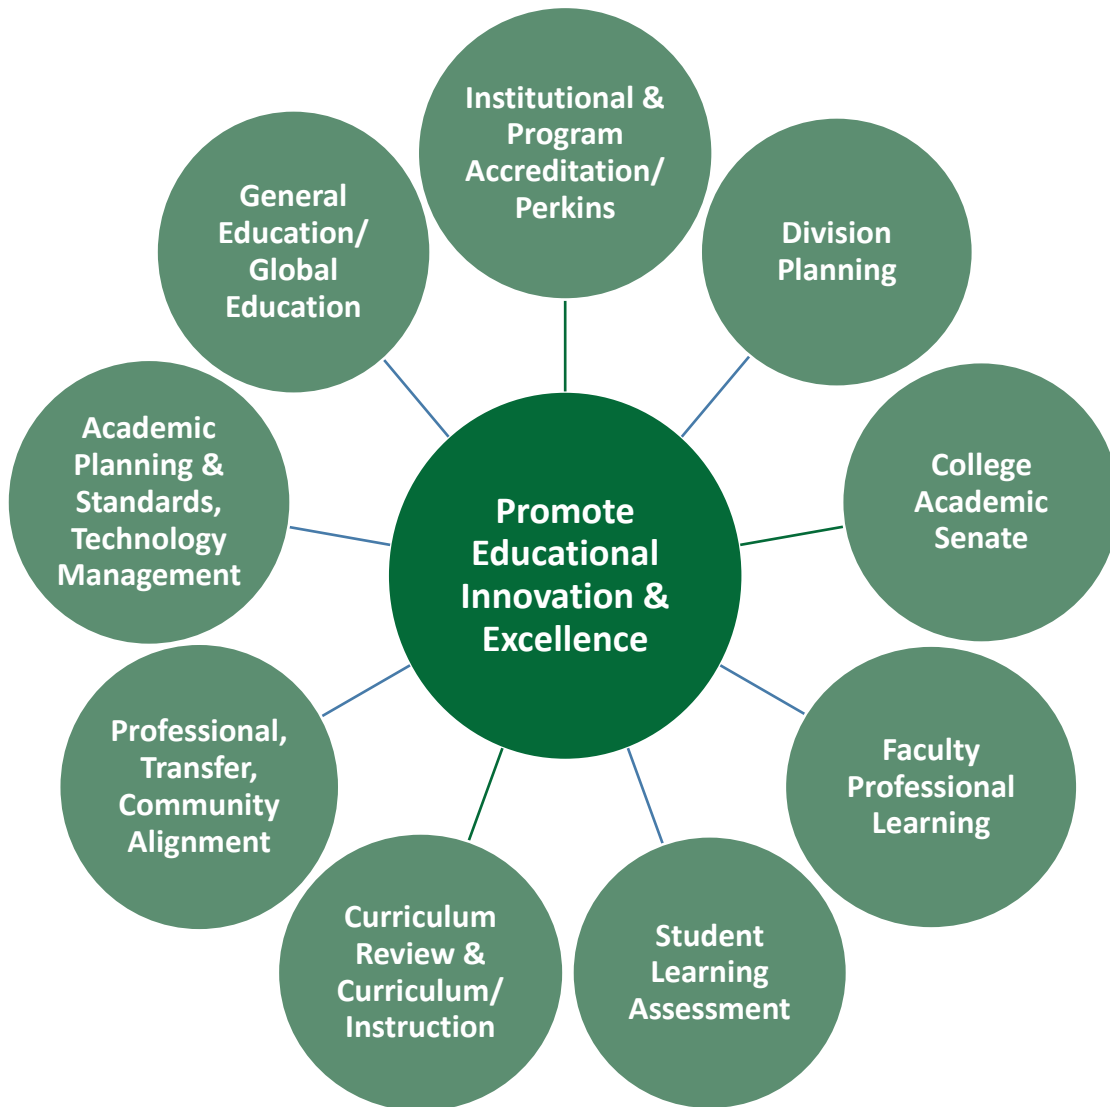 Institutional &
Program
Accreditation/
Perkins
Division
Planning
College
Academic
Senate
Faculty
Professional
Learning
Student
Learning
Assessment
Curriculum
Review &
Curriculum/
Instruction
Professional,
Transfer,
Community
Alignment
Academic
Planning &
Standards,
Technology
Management
General
Education/
Global
Education
Promote
Educational
Innovation &
Excellence